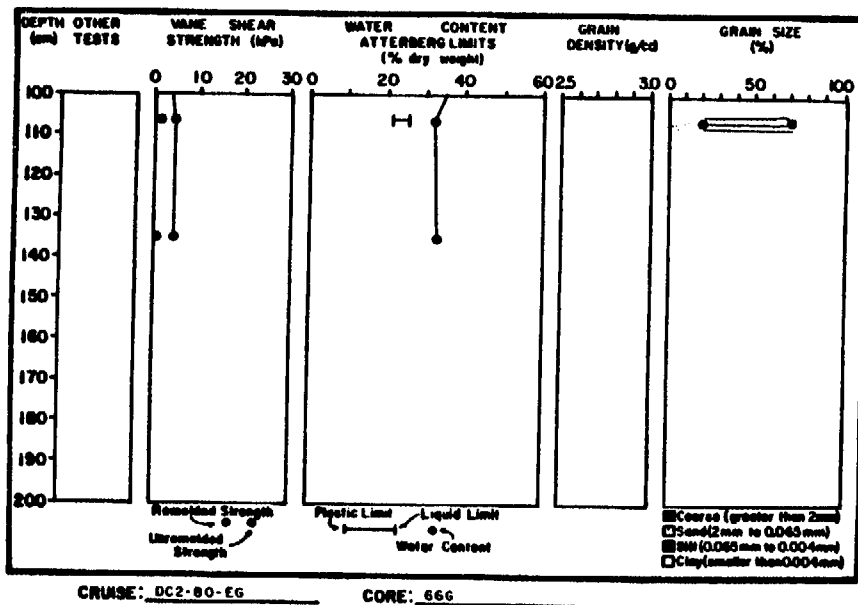 DEPTH OTHER VANE SHEAR WATER CONTENT GRAIN GRAIN SIZE
(cm) TESTS STRENGTH (kPa) ATTERBERG LIMITS DENSITY (%)
(% dry weight)
0 10 20 30 0 20 40 60 2.5 3.0 0 50 100
100
110
120
130
140
150
160
170
180
190
200
Remolded Strength
Unremolded Strength
Plastic Limit Liquid Limit
Water Content
Coarse (greater than 2mm)
Sand (2mm to 0.065mm)
Silt (0.065mm to 0.004mm)
Clay (smaller than 0.004mm)
CRUISE: DC2-80-EG CORE: 66G